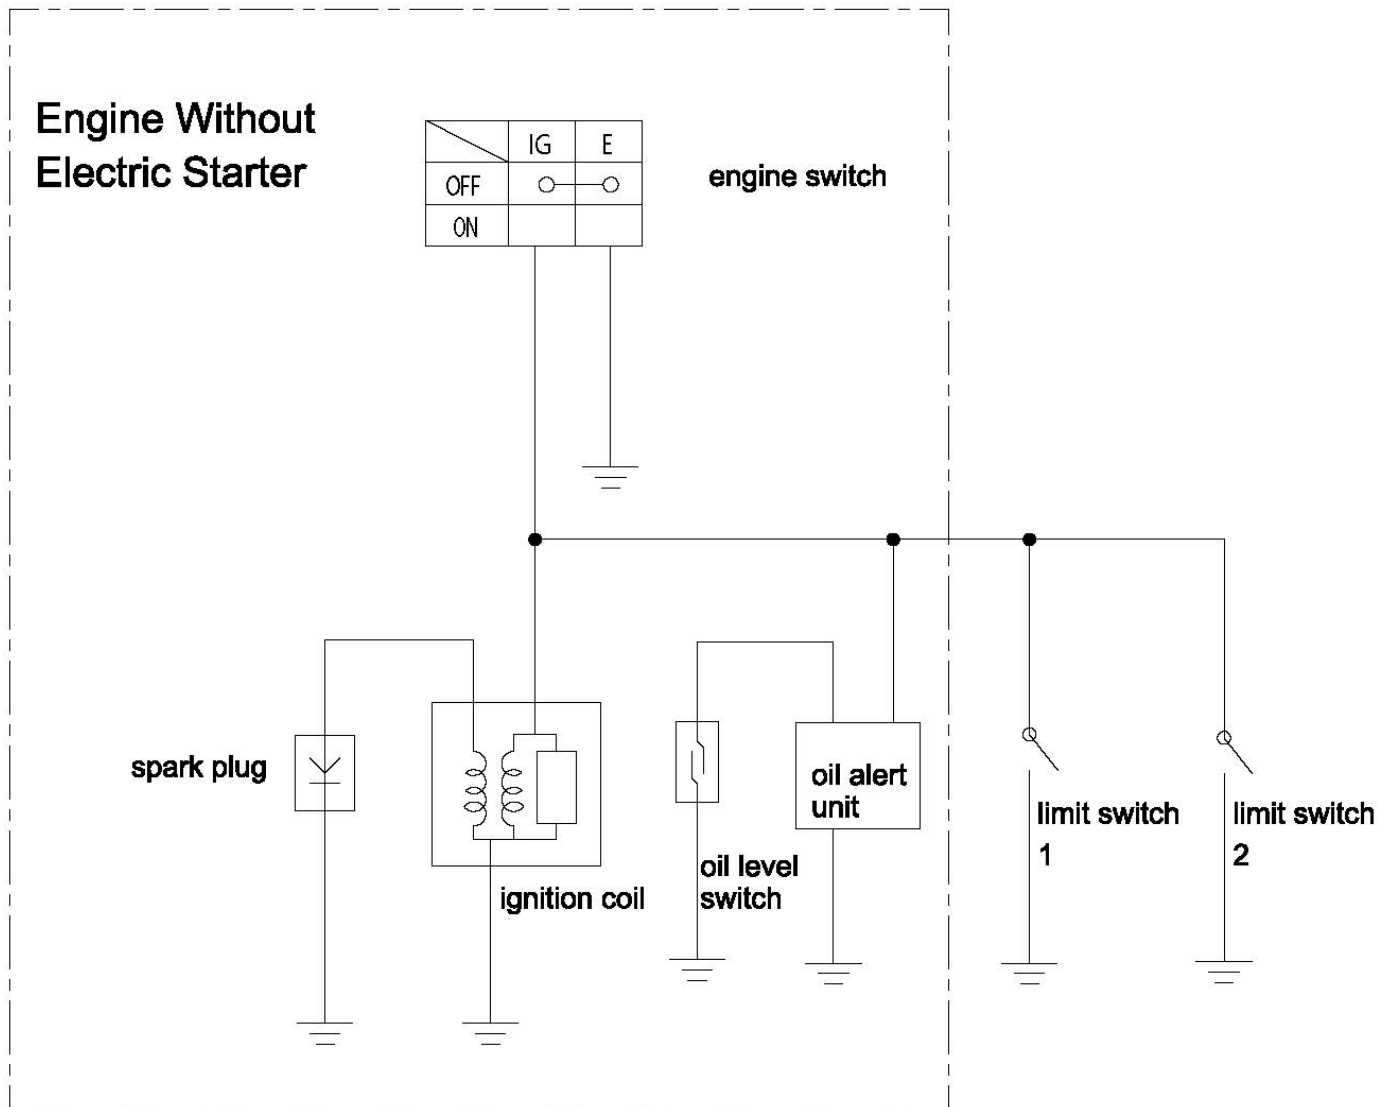 Engine Without
Electric Starter
IG E
OFF
ON
engine switch
spark plug
ignition coil
oil level
switch
oil alert
unit
limit switch
1
limit switch
2